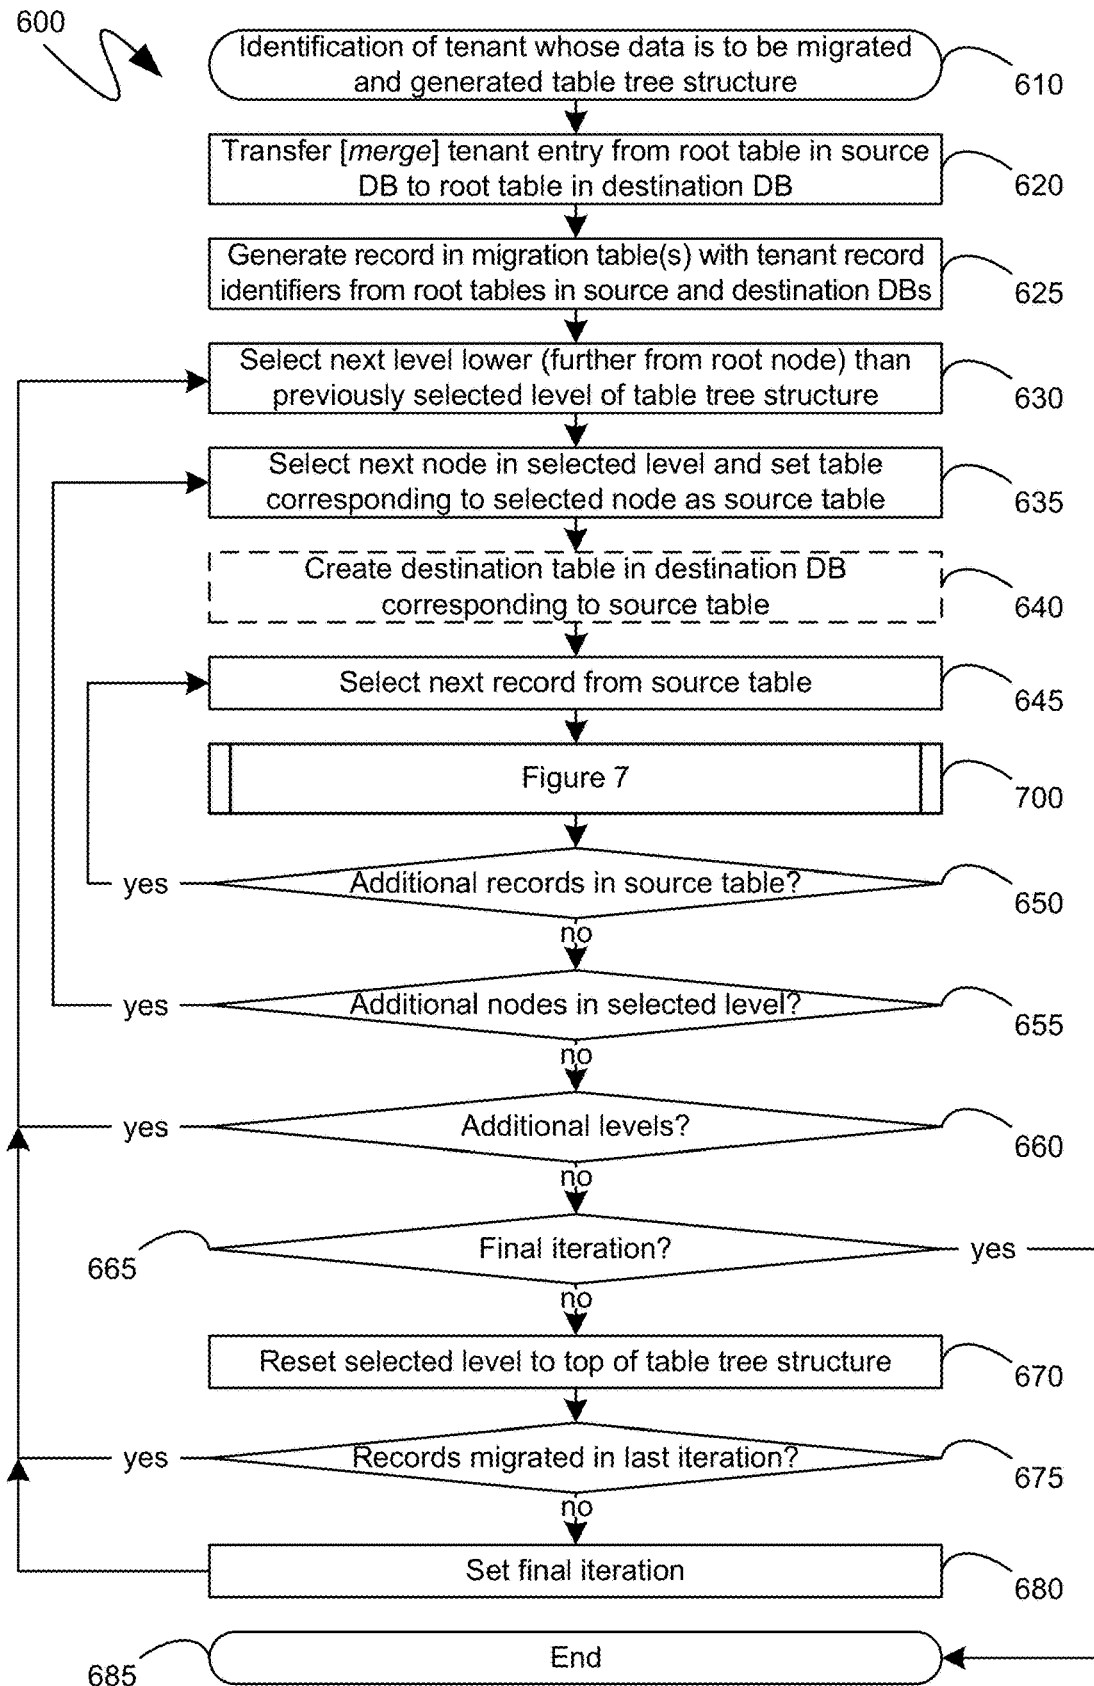 600
Identification of tenant whose data is to be migrated
and generated table tree structure
610
Transfer [merge] tenant entry from root table in source
DB to root table in destination DB
620
Generate record in migration table(s) with tenant record
identifiers from root tables in source and destination DBs
625
Select next level lower (further from root node) than
previously selected level of table tree structure
630
Select next node in selected level and set table
corresponding to selected node as source table
635
Create destination table in destination DB
corresponding to source table
640
Select next record from source table
645
Figure 7
700
yes
Additional records in source table?
650
no
yes
Additional nodes in selected level?
655
no
yes
Additional levels?
660
no
665
Final iteration?
yes
no
Reset selected level to top of table tree structure
670
yes
Records migrated in last iteration?
675
no
Set final iteration
680
685
End